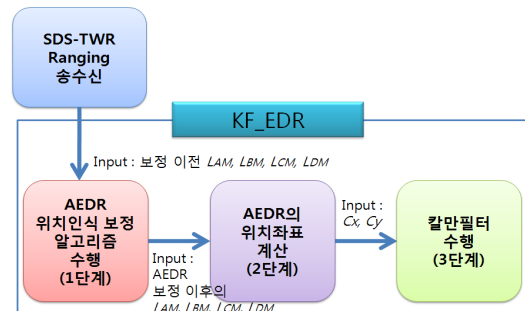 SDS-TWR
Ranging
송수신
KF_EDR
Input : 보정 이전 LAM, LBM, LCM, LDM
AEDR
위치인식 보정
알고리즘
수행
(1단계)
Input :
AEDR
보정 이후의
LAM, LBM, LCM, LDM
AEDR의
위치좌표
계산
(2단계)
Input :
Cx, Cy
칼만필터
수행
(3단계)